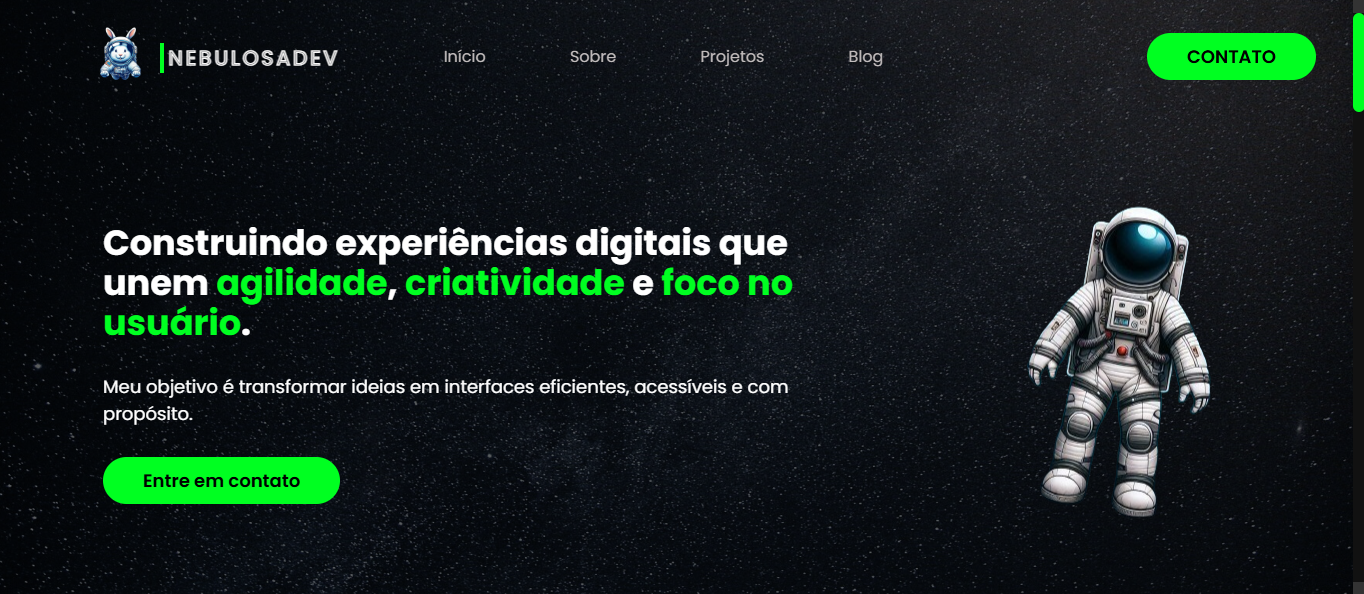 NEBULOSADEV
Início
Sobre
Projetos
Blog
CONTATO
Construindo experiências digitais que
unem agilidade, criatividade e foco no
usuário.
Meu objetivo é transformar ideias em interfaces eficientes, acessíveis e com
propósito.
Entre em contato